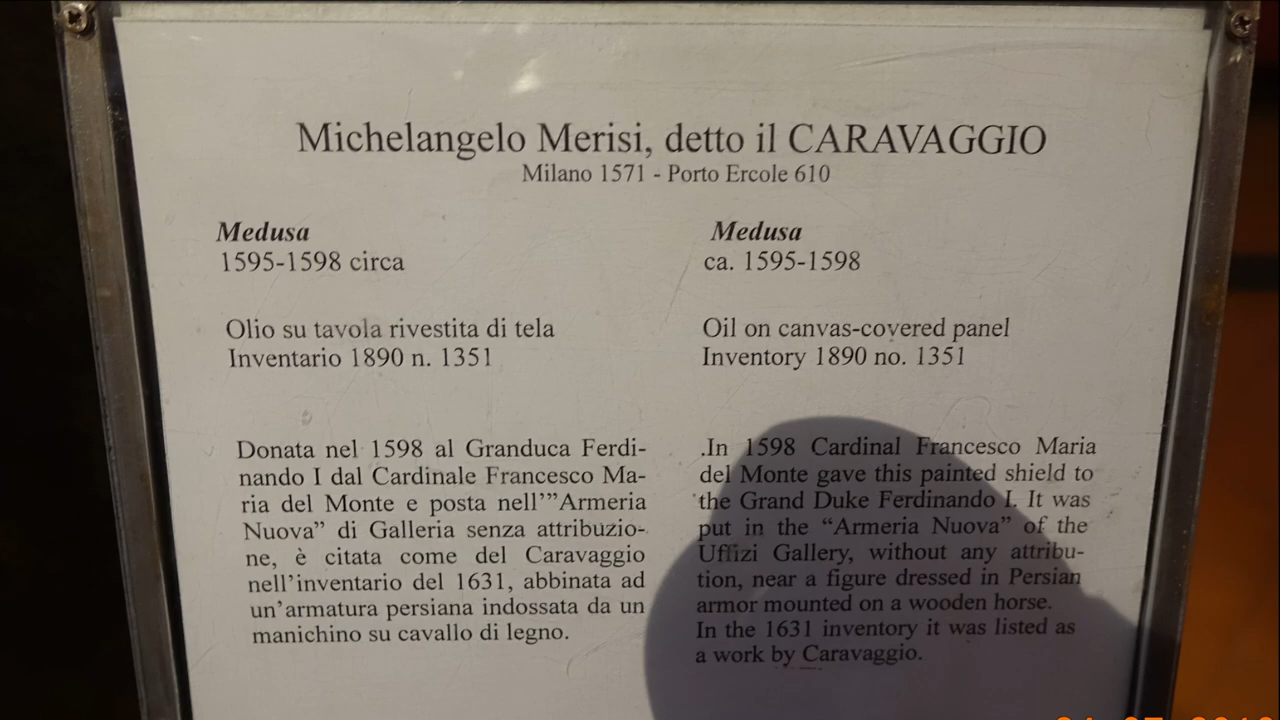 Michelangelo Merisi, detto il CARAVAGGIO
Milano 1571 - Porto Ercole 610
Medusa
1595-1598 circa
Olio su tavola rivestita di tela
Inventario 1890 n. 1351
Donata nel 1598 al Granduca Ferdi-
nando I dal Cardinale Francesco Ma-
ria del Monte e posta nell'”Armeria
Nuova” di Galleria senza attribuzio-
ne, è citata come del Caravaggio
nell'inventario del 1631, abbinata ad
un'armatura persiana indossata da un
manichino su cavallo di legno.
Medusa
ca. 1595-1598
Oil on canvas-covered panel
Inventory 1890 no. 1351
.In 1598 Cardinal Francesco Maria
del Monte gave this painted shield to
the Grand Duke Ferdinando I. It was
put in the “Armeria Nuova” of the
Uffizi Gallery, without any attribu-
tion, near a figure dressed in Persian
armor mounted on a wooden horse.
In the 1631 inventory it was listed as
a work by Caravaggio.